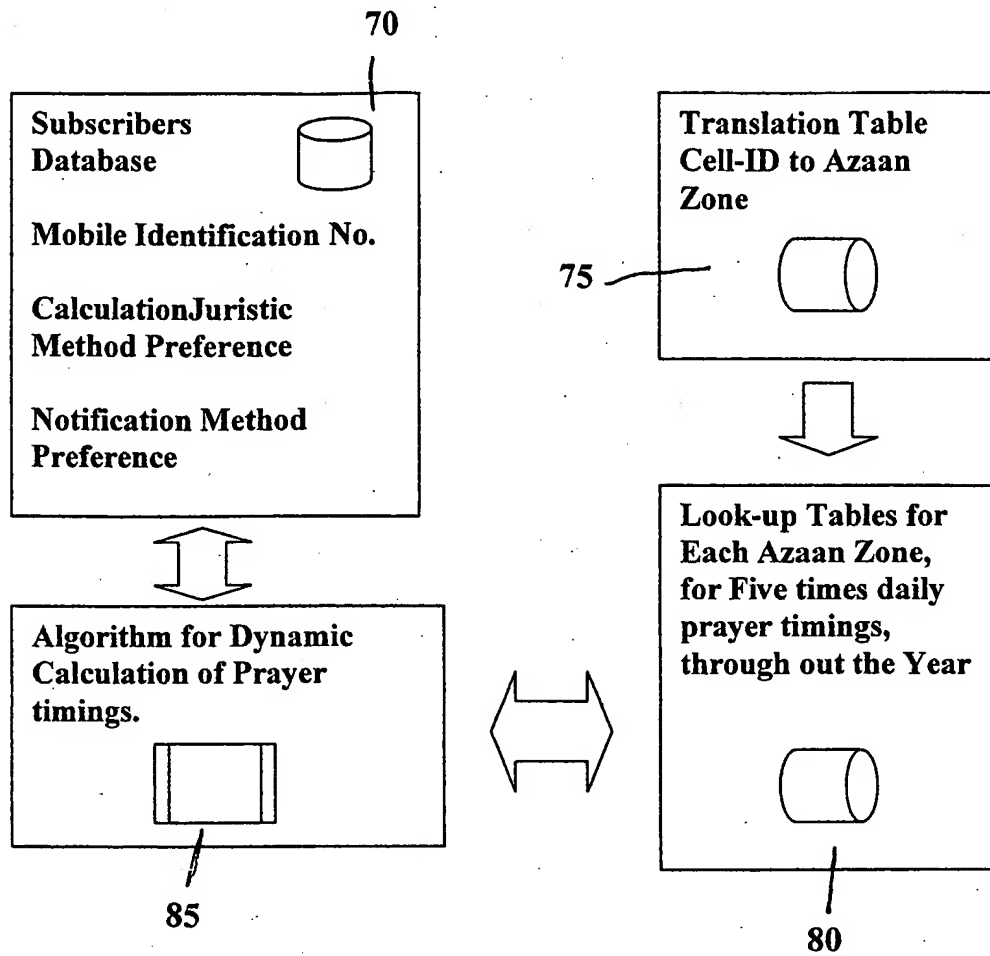 70
Subscribers
Database
Mobile Identification No.
CalculationJuristic
Method Preference
Notification Method
Preference
Translation Table
Cell-ID to Azaan
Zone
75
Algorithm for Dynamic
Calculation of Prayer
timings.
85
Look-up Tables for
Each Azaan Zone,
for Five times daily
prayer timings,
through out the Year
80